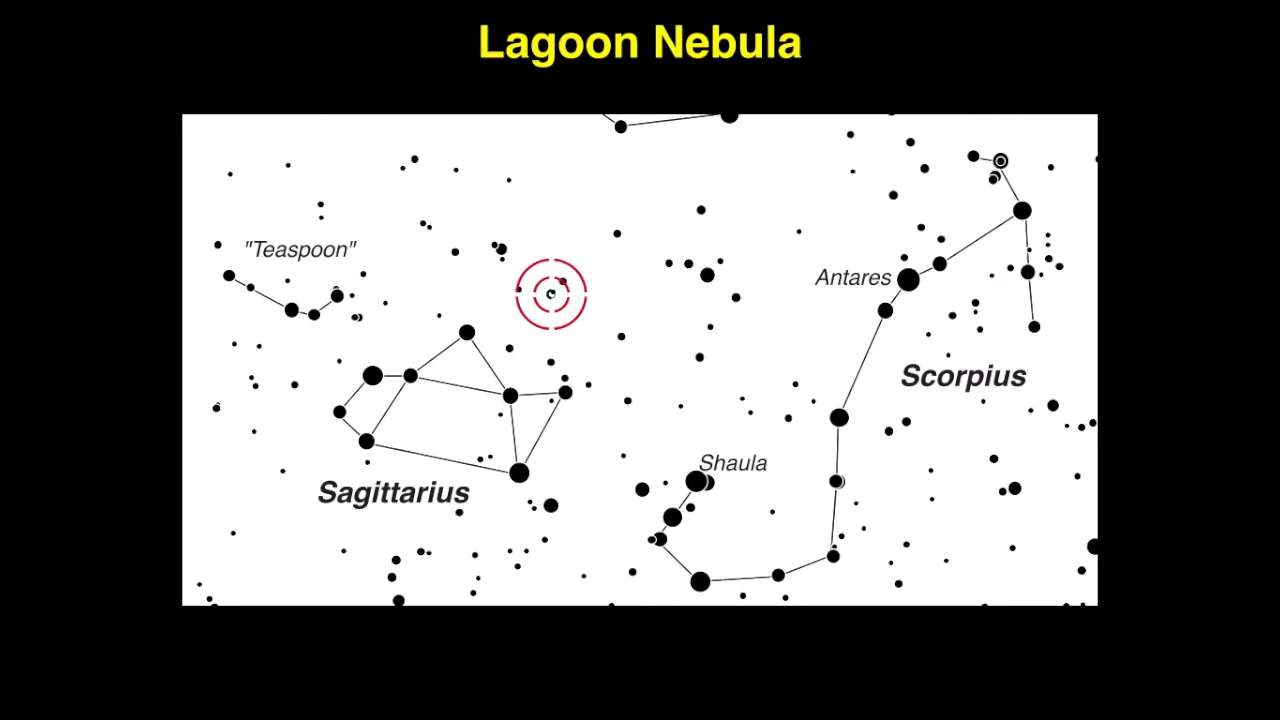 Lagoon Nebula
"Teaspoon"
Antares
Scorpius
Shaula
Sagittarius